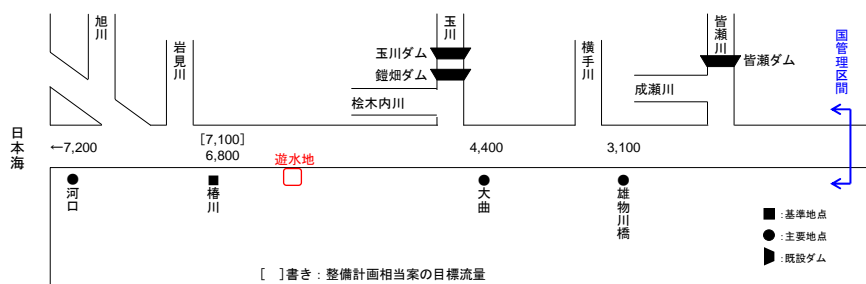 旭川
岩見川
玉川
横手川
皆瀬川
国管理区間
玉川ダム
鎧畑ダム
皆瀬ダム
成瀬川
桧木内川
日本海
←7,200
[7,100]
6,800
遊水地
4,400
3,100
河口
椿川
大曲
雄物川橋
■:基準地点
●:主要地点
:既設ダム
[ ]書き：整備計画相当案の目標流量